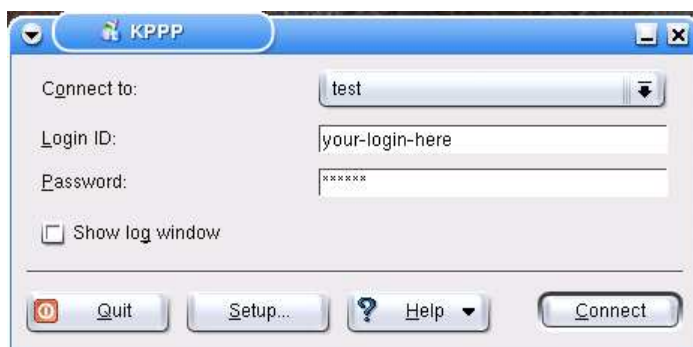 KPPP
Connect to: test
Login ID: your-login-here
Password: ******
Show log window
Quit Setup... Help Connect